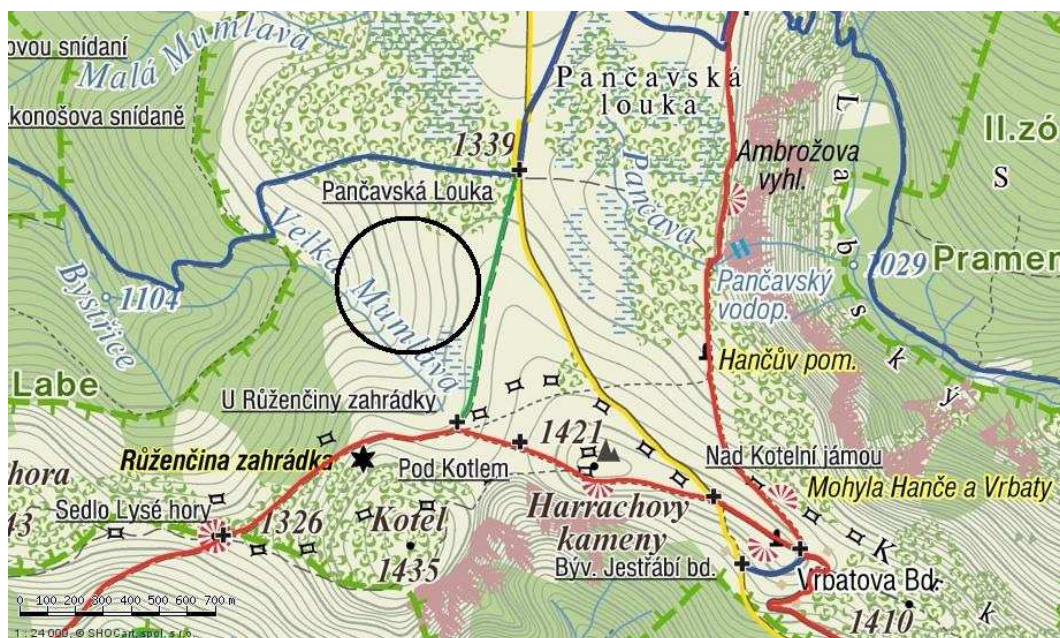 ovou snídaní
Malá Mumlava
akonošova snídaně
1339
Pančavská
louka
Lab s k ý
II.zó
S
Ambrožova
vyhl.
Pančavská Louka
Pančava
Velká Mumlava
Bystřice
1104
Pančavský
vodop.
1029
Pramen
Hančův pom.
Labe
U Růženčiny zahrádky
Růženčina zahrádka
Pod Kotlem
1421
Nad Kotelní jámou
Mohyla Hanče a Vrbaty
hora
Sedlo Lysé hory
1326
Kotel
1435
Harrachovy
kameny
Býv. Jestřábí bd.
Vrbatova Bd.
1410
K
k
0 100 200 300 400 500 600 700 m
1 : 24 000, © SHOCart, spol. s r.o.